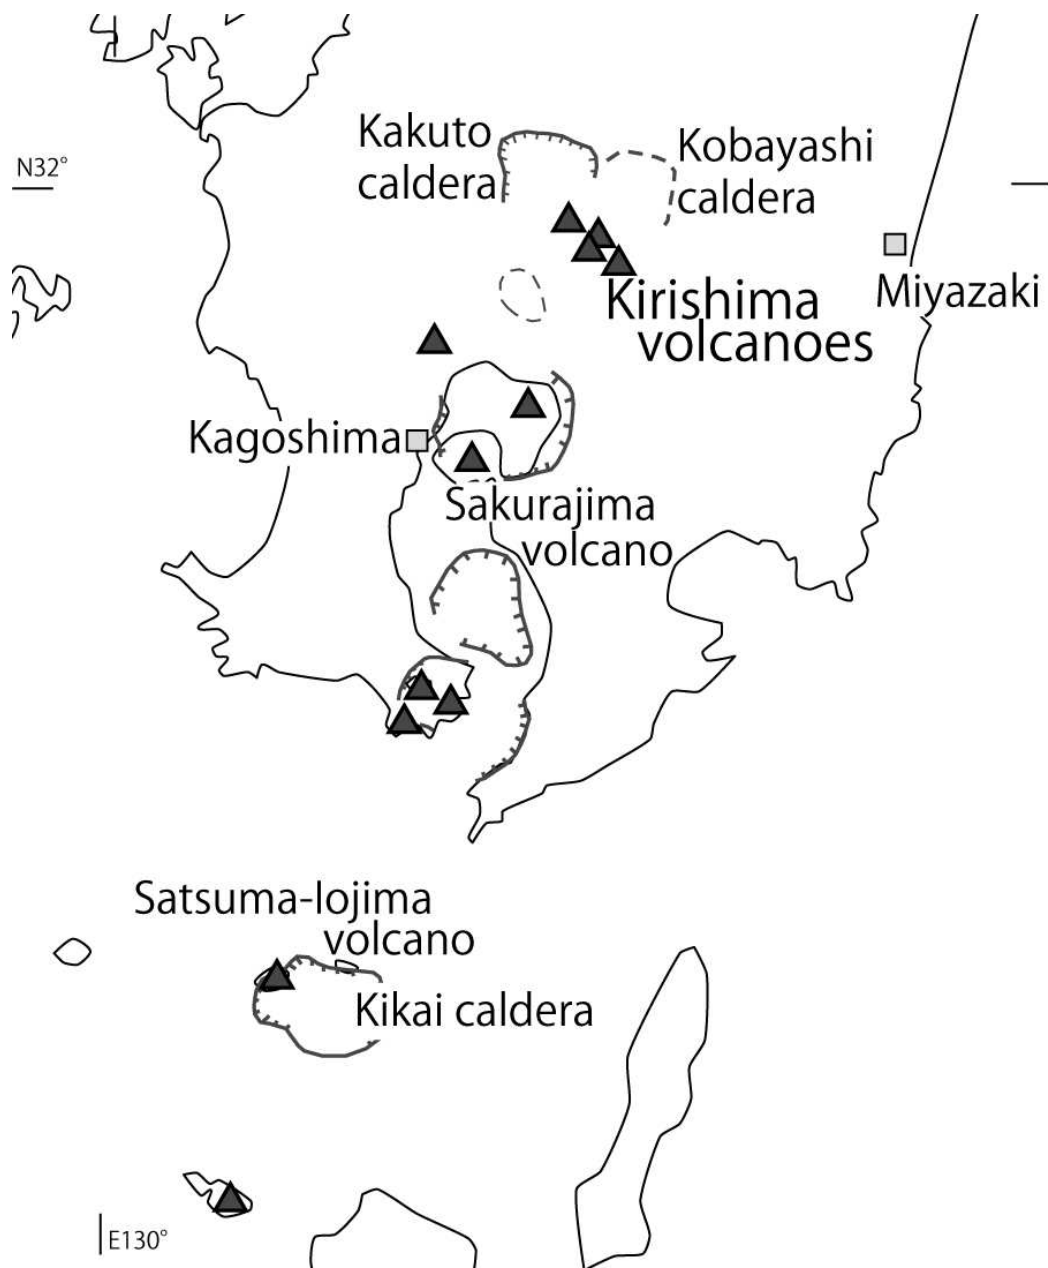 Kakuto
caldera
Kobayashi
caldera
N32°
Miyazaki
Kirishima
volcanoes
Kagoshima
Sakurajima
volcano
Satsuma-Iojima
volcano
Kikai caldera
E130°